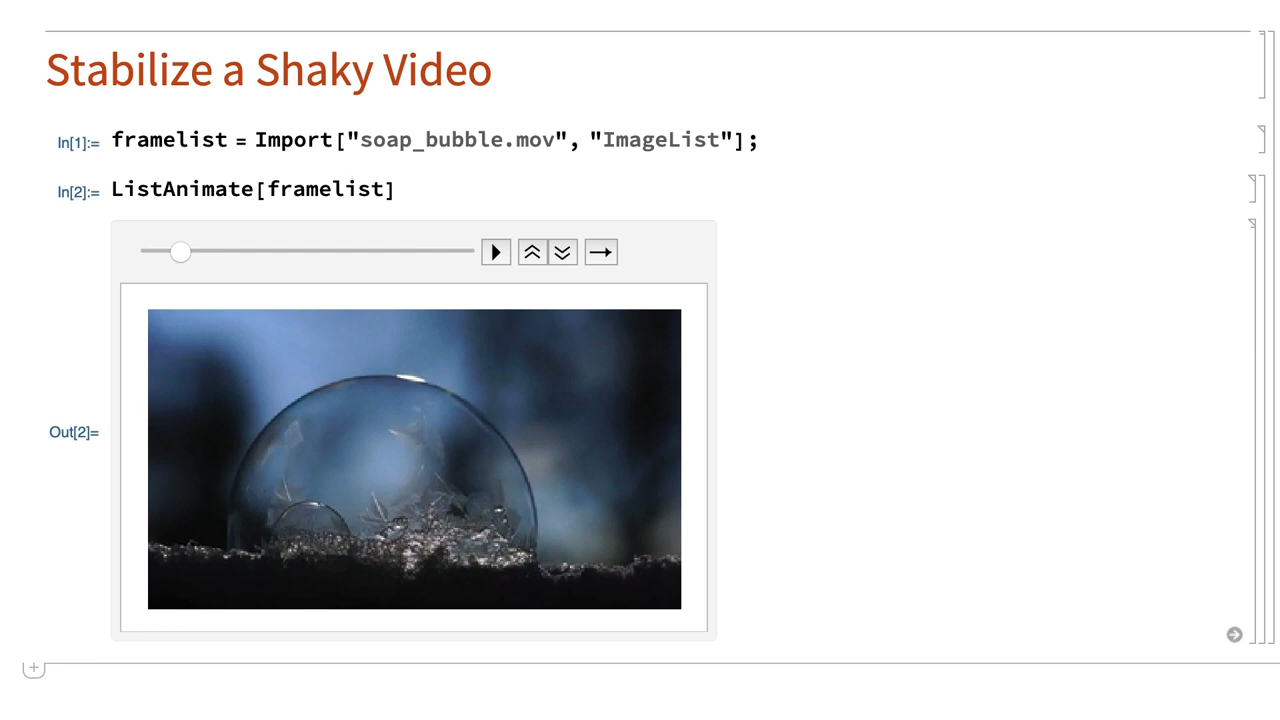 Stabilize a Shaky Video
In[1]:= framelist = Import["soap_bubble.mov", "ImageList"];
In[2]:= ListAnimate[framelist]
Out[2]=